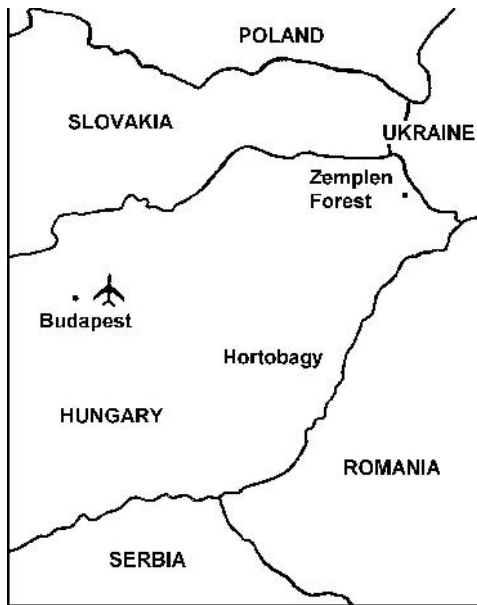 POLAND
SLOVAKIA
UKRAINE
Zemplen
Forest
Budapest
Hortobagy
HUNGARY
ROMANIA
SERBIA